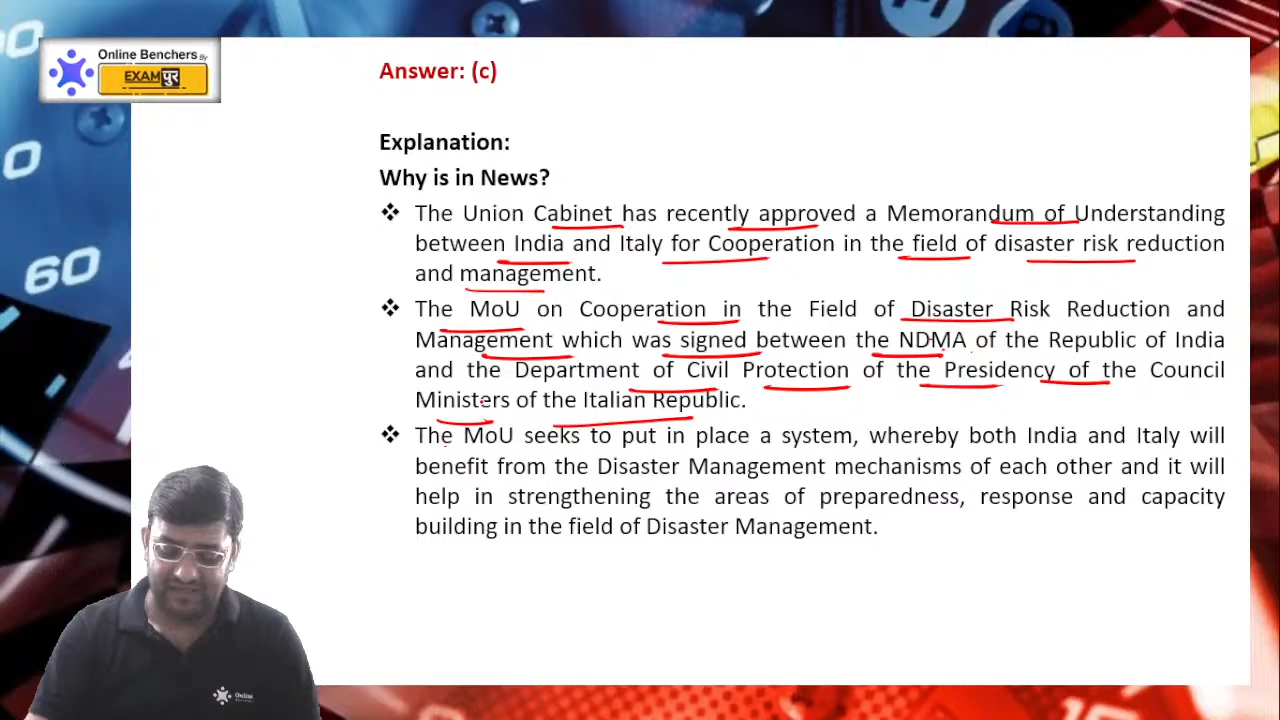 Online Benchers By
EXAMपुर
Answer: (c)
Explanation:
Why is in News?
❖ The Union Cabinet has recently approved a Memorandum of Understanding
between India and Italy for Cooperation in the field of disaster risk reduction
and management.
❖ The MoU on Cooperation in the Field of Disaster Risk Reduction and
Management which was signed between the NDMA of the Republic of India
and the Department of Civil Protection of the Presidency of the Council
Ministers of the Italian Republic.
❖ The MoU seeks to put in place a system, whereby both India and Italy will
benefit from the Disaster Management mechanisms of each other and it will
help in strengthening the areas of preparedness, response and capacity
building in the field of Disaster Management.
60
0
Online